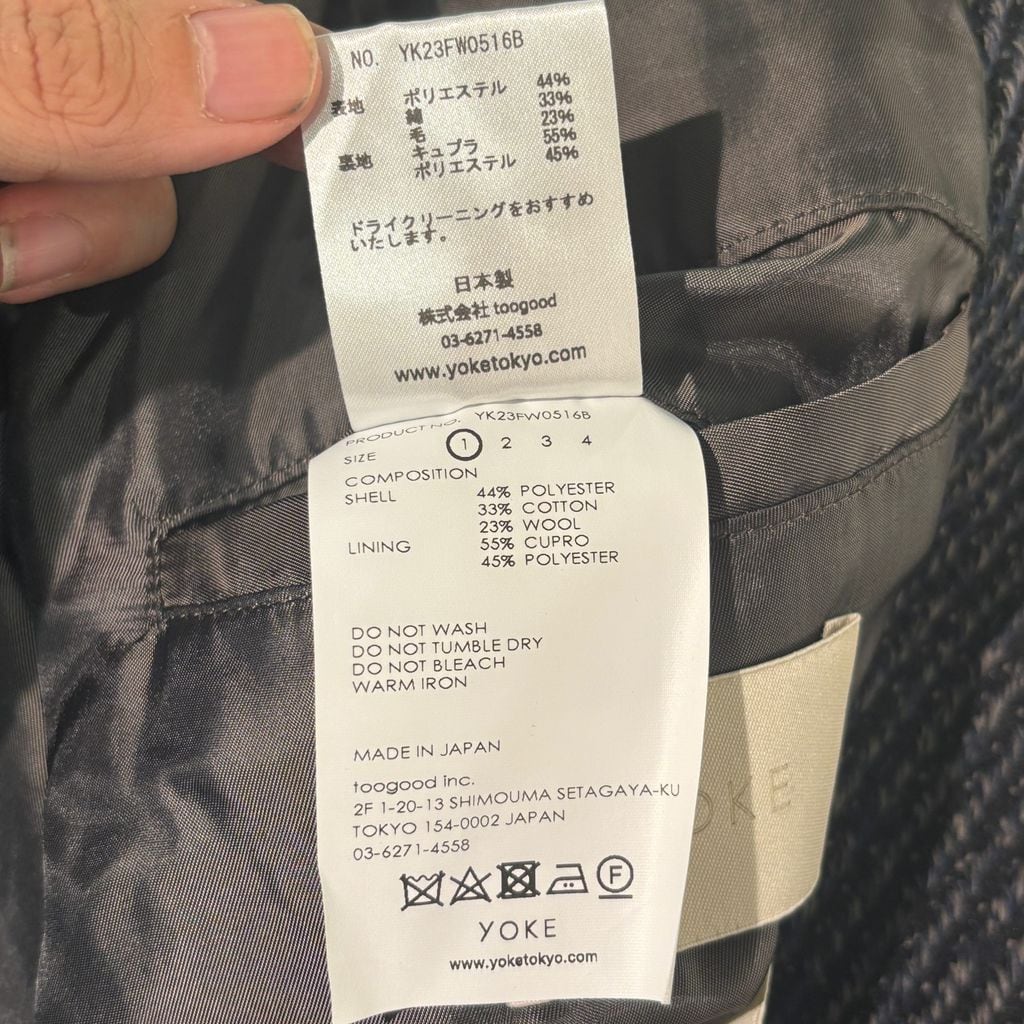 NO. YK23FW0516B
表地 ポリエステル 44%
綿 33%
毛 23%
裏地 キュプラ 55%
ポリエステル 45%
ドライクリーニングをおすすめ
いたします。
日本製
株式会社 toogood
03-6271-4558
www.yoketokyo.com
PRODUCT NO. YK23FW0516B
SIZE 1 2 3 4
COMPOSITION
SHELL 44% POLYESTER
33% COTTON
23% WOOL
LINING 55% CUPRO
45% POLYESTER
DO NOT WASH
DO NOT TUMBLE DRY
DO NOT BLEACH
WARM IRON
MADE IN JAPAN
toogood inc.
2F 1-20-13 SHIMOUMA SETAGAYA-KU
TOKYO 154-0002 JAPAN
03-6271-4558
F
YOKE
www.yoketokyo.com
OKE